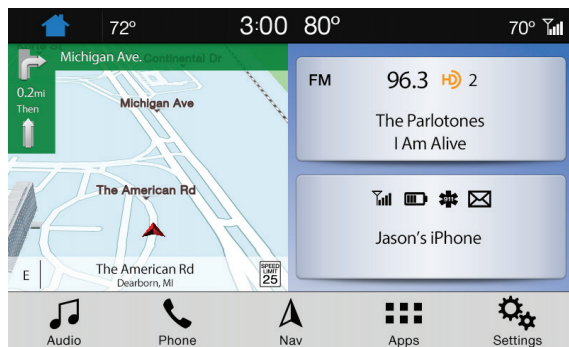 72° 3:00 80° 70°
Michigan Ave.
Continental Dr
0.2mi
Then
Michigan Ave
The American Rd
E
The American Rd
Dearborn, MI
SPEED
LIMIT
25
FM 96.3 HD 2
The Parlotones
I Am Alive
911
Jason's iPhone
Audio Phone Nav Apps Settings